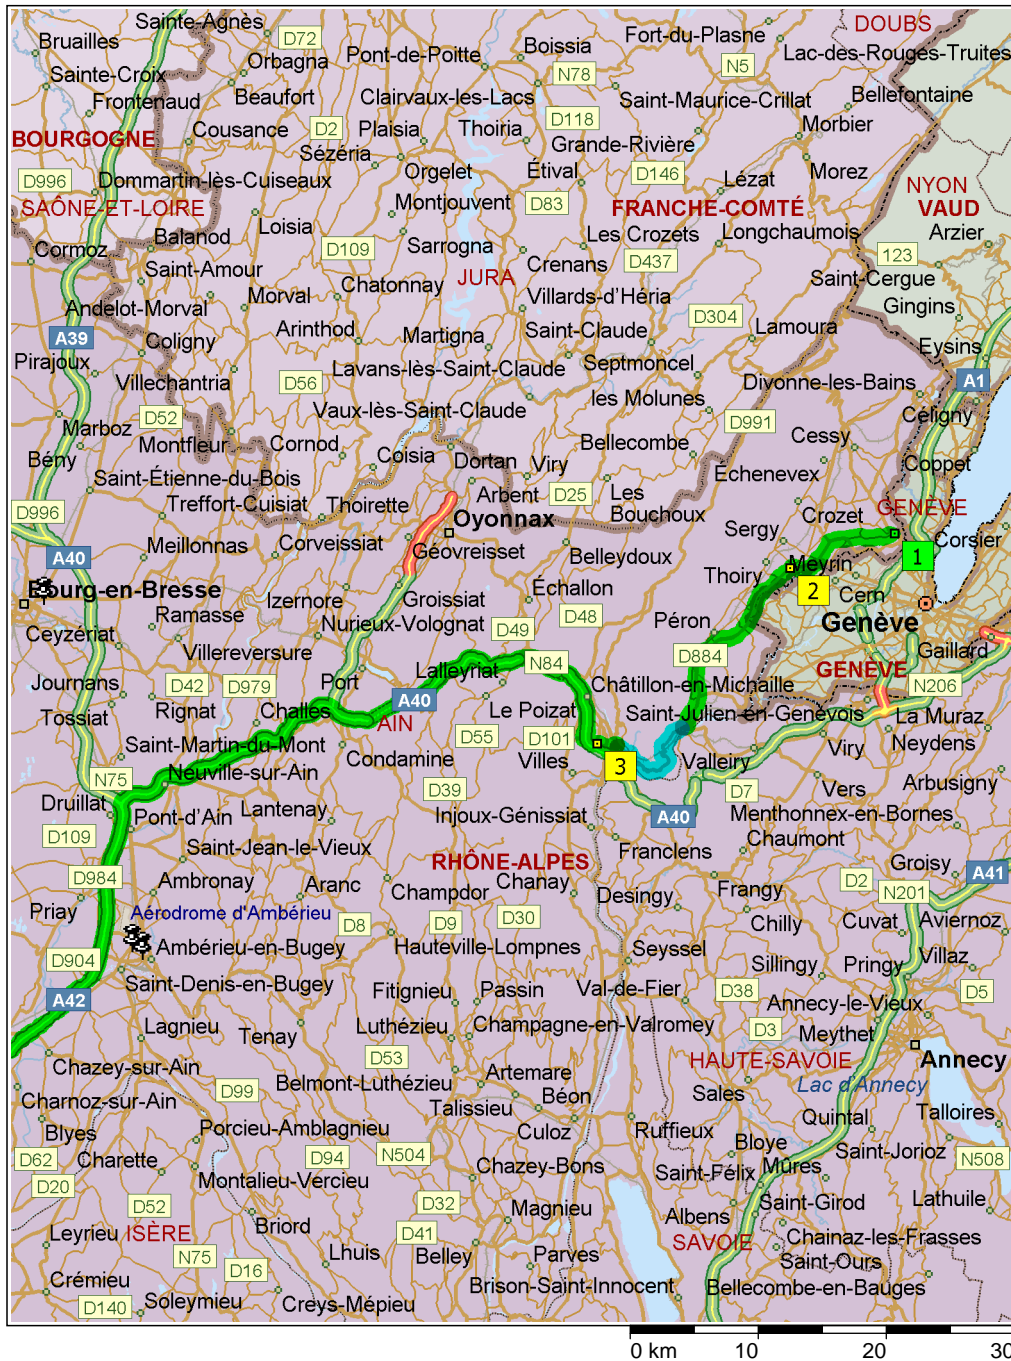 Sainte-Agnès
DOUBS
Bruailles
D72
Fort-du-Plasne
Boissia
Pont-de-Poitte
Lac-des-Rouges-Truites
Orbagna
N5
Sainte-Croix
N78
Beaufort
Clairvaux-les-Lacs
Saint-Maurice-Crillat
Bellefontaine
Frontenaud
D118
Morbier
Cousance
D2
Plaisia
Thoiria
BOURGOGNE
Grande-Rivière
Sézéria
Étival
D146
Morez
D996
Dommartin-lès-Cuiseaux
Orgelet
Lézat
NYON
Montjouvent
D83
FRANCHE-COMTÉ
VAUD
SAÔNE-ET-LOIRE
Loisia
Les Crozets
Longchaumois
Arzier
Balanod
D109
Sarrogna
Cormoz
Crenans
D437
123
Saint-Amour
JURA
Saint-Cergue
Chatonnay
Morval
Villards-d'Héria
Gingins
Andelot-Morval
D304
Arinthod
Martigna
Saint-Claude
Lamoura
A39
Coligny
Eysins
Pirajoux
Lavans-lès-Saint-Claude
Septmoncel
Villechantria
D56
Divonne-les-Bains
A1
les Molunes
Vaux-lès-Saint-Claude
D52
Céligny
Marboz
D991
Montfleur
Cornod
Bellecombe
Cessy
Bény
Coisia
Dortan
Viry
Coppet
Échenevex
Saint-Étienne-du-Bois
Arbent
D25
Les
Bouchoux
Treffort-Cuisiat
Thoirette
GENÈVE
D996
Oyonnax
Crozet
Sergy
Corsier
Meillonnas
Corveissiat
Géovreisset
Belleydoux
A40
1
Meyrin
Thoiry
Bourg-en-Bresse
Échallon
2
Cern
Izernore
Groissiat
Ramasse
D48
Péron
Genève
Nurieux-Volognat
D49
Ceyzériat
Gaillard
Villereversure
D884
Lalleyriat
N84
GENÈVE
Journans
Port
D42
D979
Châtillon-en-Michaille
N206
A40
Tossiat
Rignat
Challes
Le Poizat
Saint-Julien-en-Genevois
La Muraz
AIN
D55
D101
Saint-Martin-du-Mont
Viry
Neydens
Condamine
Villes
Valleiry
3
N75
Neuville-sur-Ain
Arbusigny
D39
D7
Vers
Druillat
Lantenay
Pont-d'Ain
Injoux-Génissiat
A40
Menthonnex-en-Bornes
D109
Chaumont
Saint-Jean-le-Vieux
Franclens
RHÔNE-ALPES
Groisy
D984
A41
Ambronay
Aranc
Chanay
D2
Champdor
Desingy
Frangy
N201
Priay
Aérodrome d'Ambérieu
D8
D9
D30
Chilly
Cuvat
Aviernoz
Ambérieu-en-Bugey
Hauteville-Lompnes
Seyssel
D904
Sillingy
Pringy
Villaz
Saint-Denis-en-Bugey
Fitignieu
Passin
Val-de-Fier
D38
D5
A42
Annecy-le-Vieux
Lagnieu
Tenay
Luthézieu
Champagne-en-Valromey
D3
Meythet
D53
HAUTE-SAVOIE
Annecy
Chazey-sur-Ain
Artemare
D99
Belmont-Luthézieu
Sales
Lac d'Annecy
Charnoz-sur-Ain
Béon
Talissieu
Quintal
Talloires
Blyes
Porcieu-Amblagnieu
Culoz
Ruffieux
Bloye
Saint-Jorioz
D62
Charette
D94
N504
Chazey-Bons
Saint-Félix
Mûres
N508
D20
Montalieu-Vercieu
D52
D32
Magnieu
Saint-Girod
Lathuile
Briord
Albens
Leyrieu
ISÈRE
D41
SAVOIE
Chainaz-les-Frasses
N75
Lhuis
Belley
Parves
Saint-Ours
D16
Crémieu
Brison-Saint-Innocent
Bellecombe-en-Bauges
D140
Soleymieu
Creys-Mépieu
0 km
10
20
30